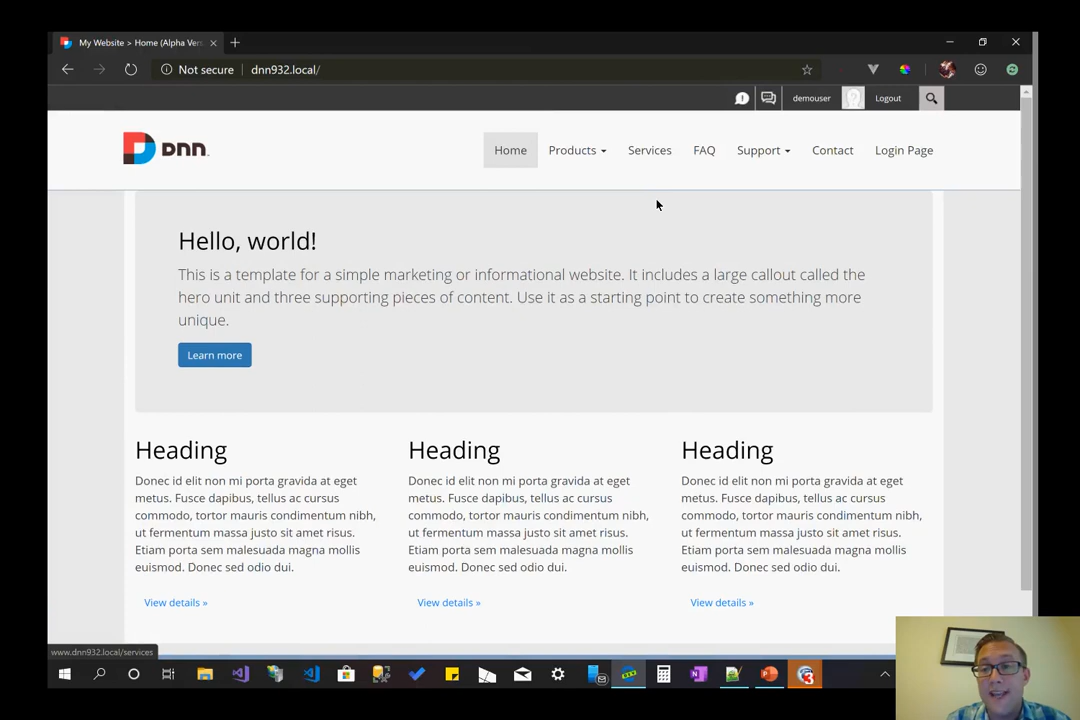 My Website > Home (Alpha Ver
Not secure dnn932.local/
demouser Logout
DNN
Home Products Services FAQ Support Contact Login Page
Hello, world!
This is a template for a simple marketing or informational website. It includes a large callout called the
hero unit and three supporting pieces of content. Use it as a starting point to create something more
unique.
Learn more
Heading
Donec id elit non mi porta gravida at eget
metus. Fusce dapibus, tellus ac cursus
commodo, tortor mauris condimentum nibh,
ut fermentum massa justo sit amet risus.
Etiam porta sem malesuada magna mollis
euismod. Donec sed odio dui.
View details »
Heading
Donec id elit non mi porta gravida at eget
metus. Fusce dapibus, tellus ac cursus
commodo, tortor mauris condimentum nibh,
ut fermentum massa justo sit amet risus.
Etiam porta sem malesuada magna mollis
euismod. Donec sed odio dui.
View details »
Heading
Donec id elit non mi porta gravida at eget
metus. Fusce dapibus, tellus ac cursus
commodo, tortor mauris condimentum nibh,
ut fermentum massa justo sit amet risus.
Etiam porta sem malesuada magna mollis
euismod. Donec sed odio dui.
View details »
www.dnn932.local/services